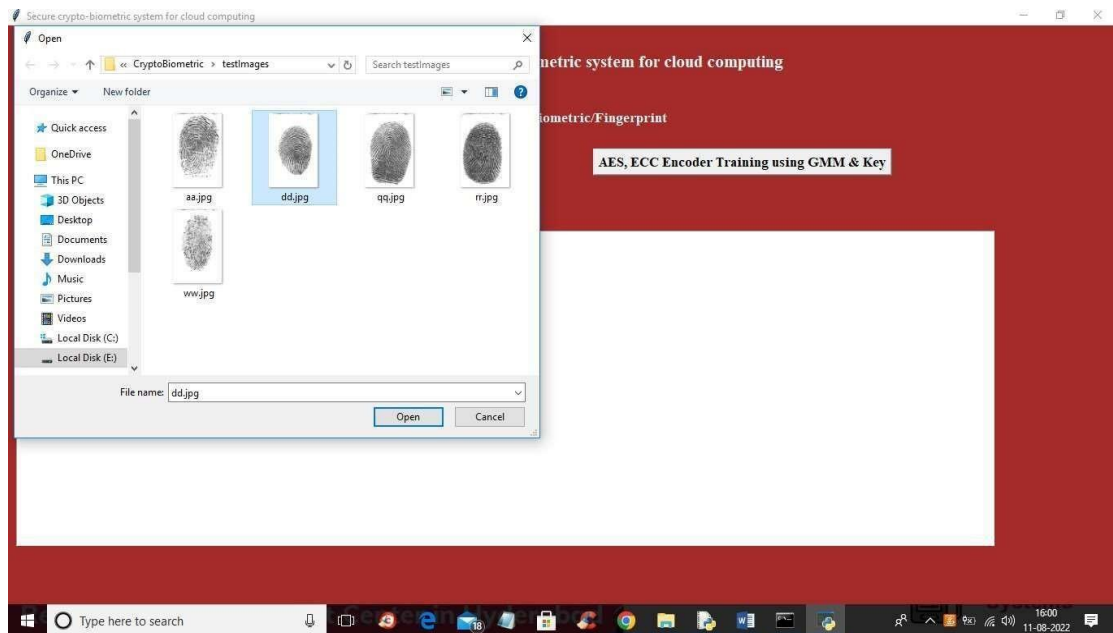 Secure crypto-biometric system for cloud computing
Open
« CryptoBiometric > testImages
Search testImages
Organize
New folder
Quick access
OneDrive
This PC
3D Objects
Desktop
Documents
Downloads
Music
Pictures
Videos
Local Disk (C:)
Local Disk (E:)
aa.jpg
dd.jpg
qq.jpg
rr.jpg
ww.jpg
File name: dd.jpg
Open
Cancel
metric system for cloud computing
iometric/Fingerprint
AES, ECC Encoder Training using GMM & Key
Type here to search
18
16:00
11-08-2022